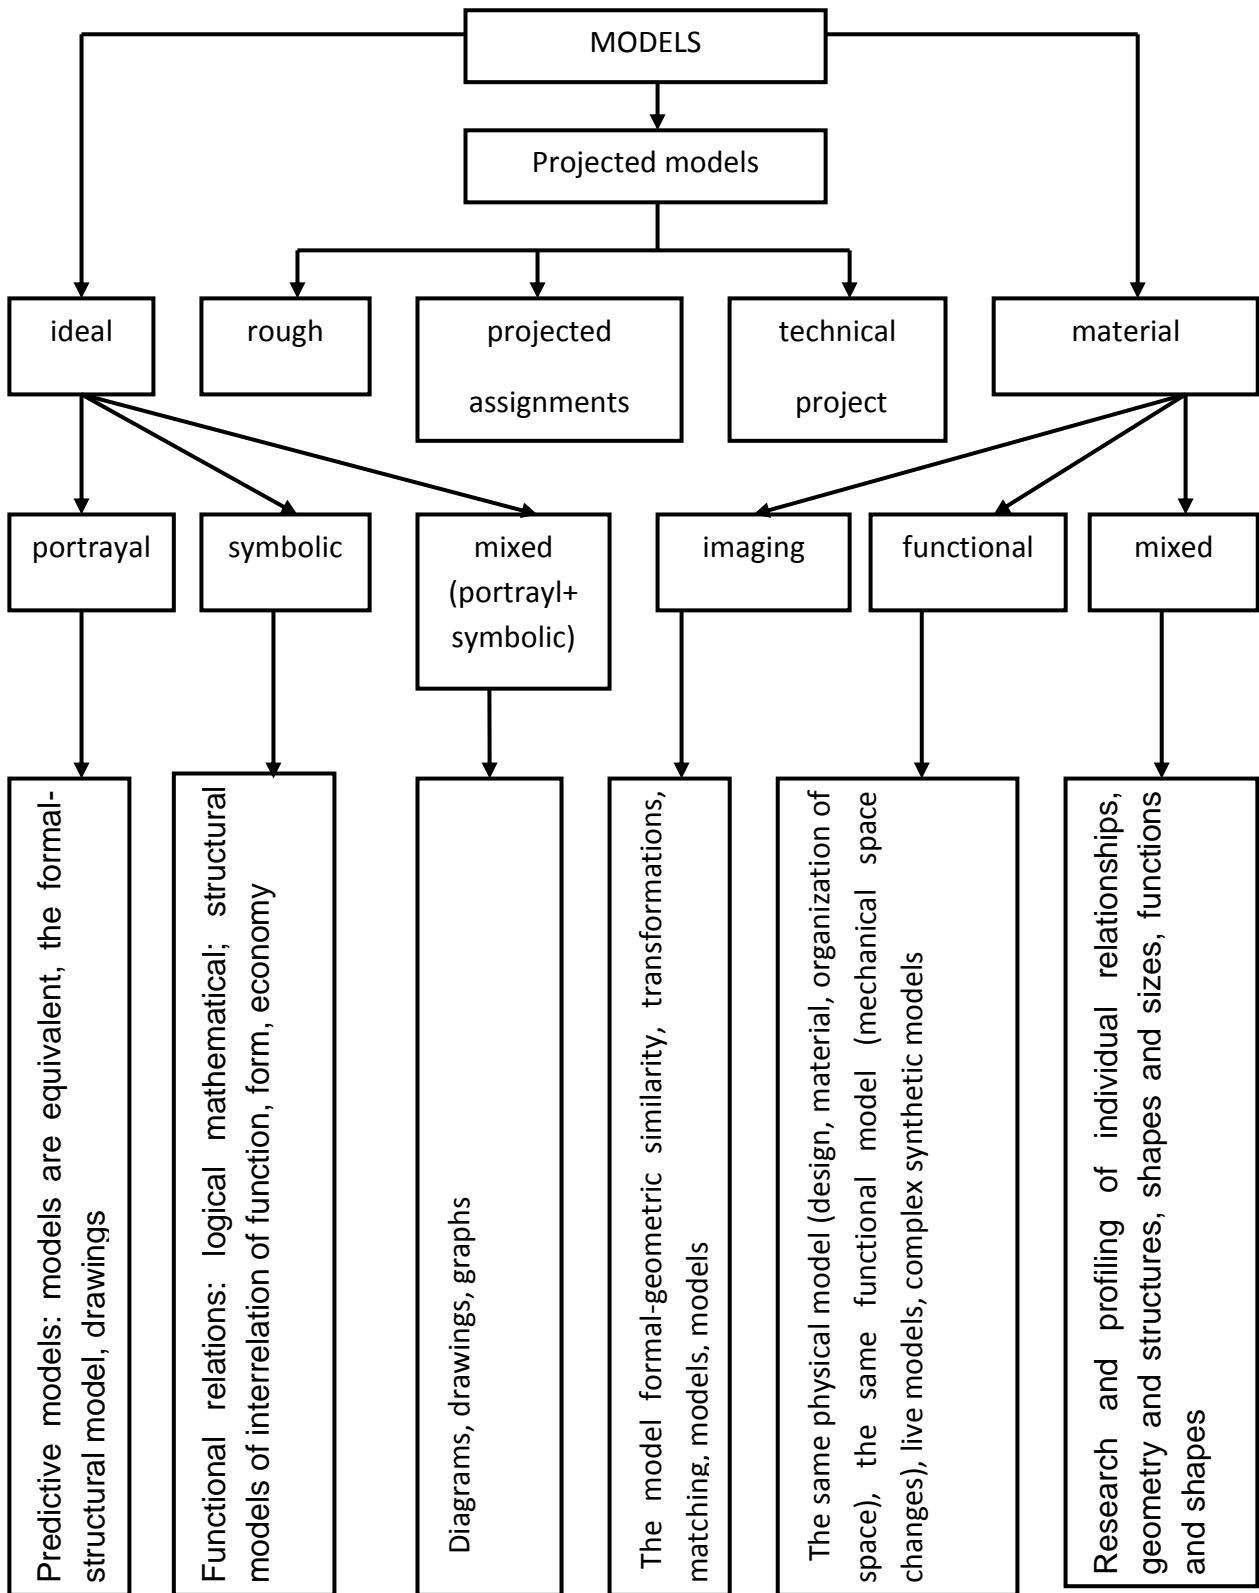 MODELS
Projected models
ideal
rough
projected
assignments
technical
project
material
portrayal
symbolic
mixed
(portrayl+
symbolic)
imaging
functional
mixed
Predictive models: models are equivalent, the formal-
structural model, drawings
Functional relations: logical mathematical; structural
models of interrelation of function, form, economy
Diagrams, drawings, graphs
The model formal-geometric similarity, transformations,
matching, models, models
The same physical model (design, material, organization of
space), the same functional model (mechanical space
changes), live models, complex synthetic models
Research and profiling of individual relationships,
geometry and structures, shapes and sizes, functions
and shapes